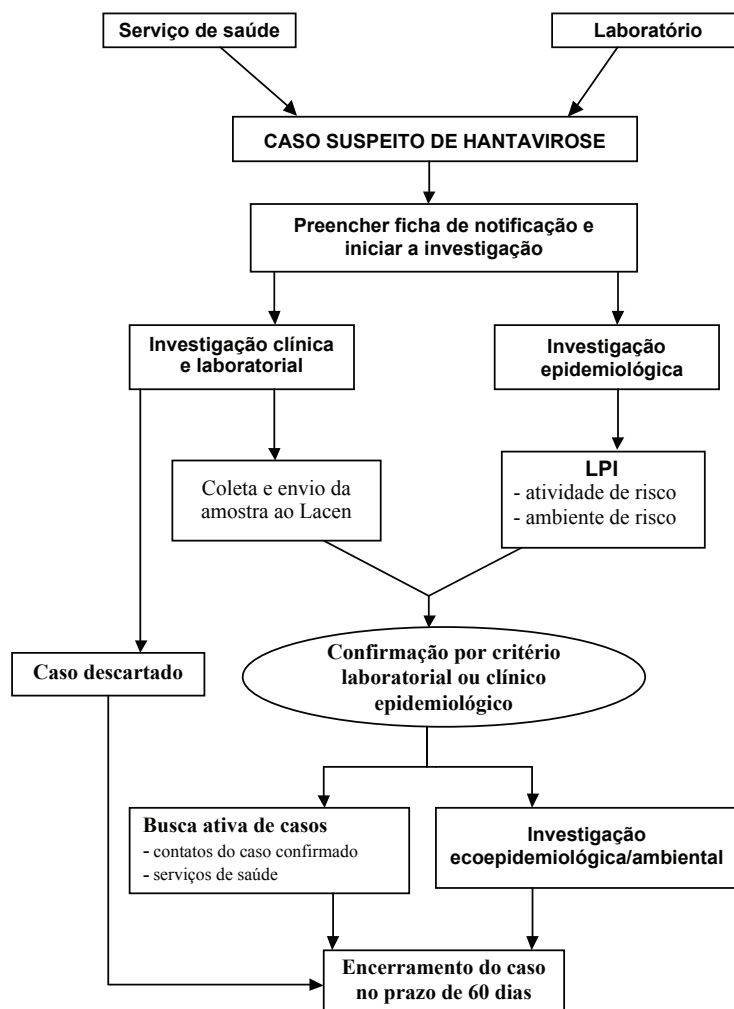 Serviço de saúde
Laboratório
CASO SUSPEITO DE HANTAVIROSE
Preencher ficha de notificação e
iniciar a investigação
Investigação clínica
e laboratorial
Investigação
epidemiológica
Coleta e envio da
amostra ao Lacen
LPI
- atividade de risco
- ambiente de risco
Confirmação por critério
laboratorial ou clínico
epidemiológico
Caso descartado
Busca ativa de casos
- contatos do caso confirmado
- serviços de saúde
Investigação
ecoepidemiológica/ambiental
Encerramento do caso
no prazo de 60 dias